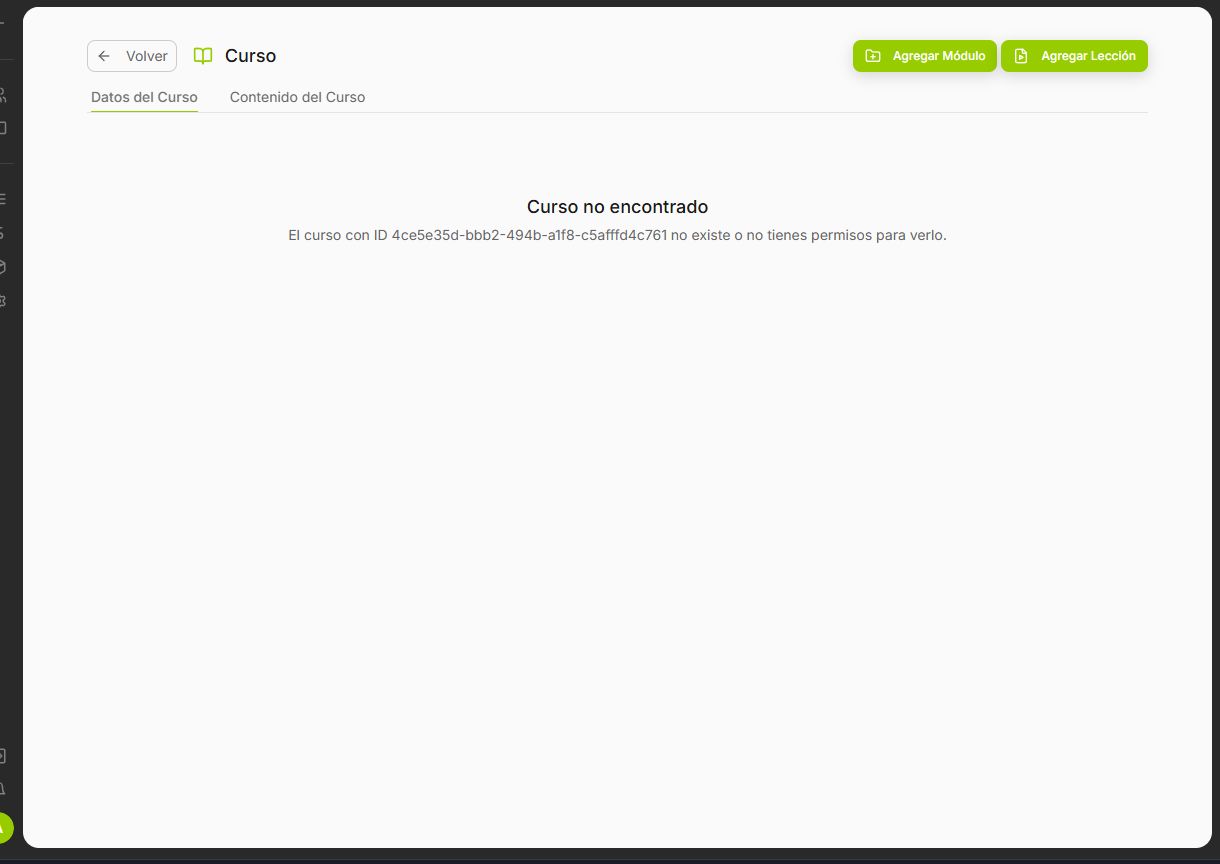 Volver
Curso
Agregar Módulo
Agregar Lección
Datos del Curso
Contenido del Curso
Curso no encontrado
El curso con ID 4ce5e35d-bbb2-494b-a1f8-c5afffd4c761 no existe o no tienes permisos para verlo.